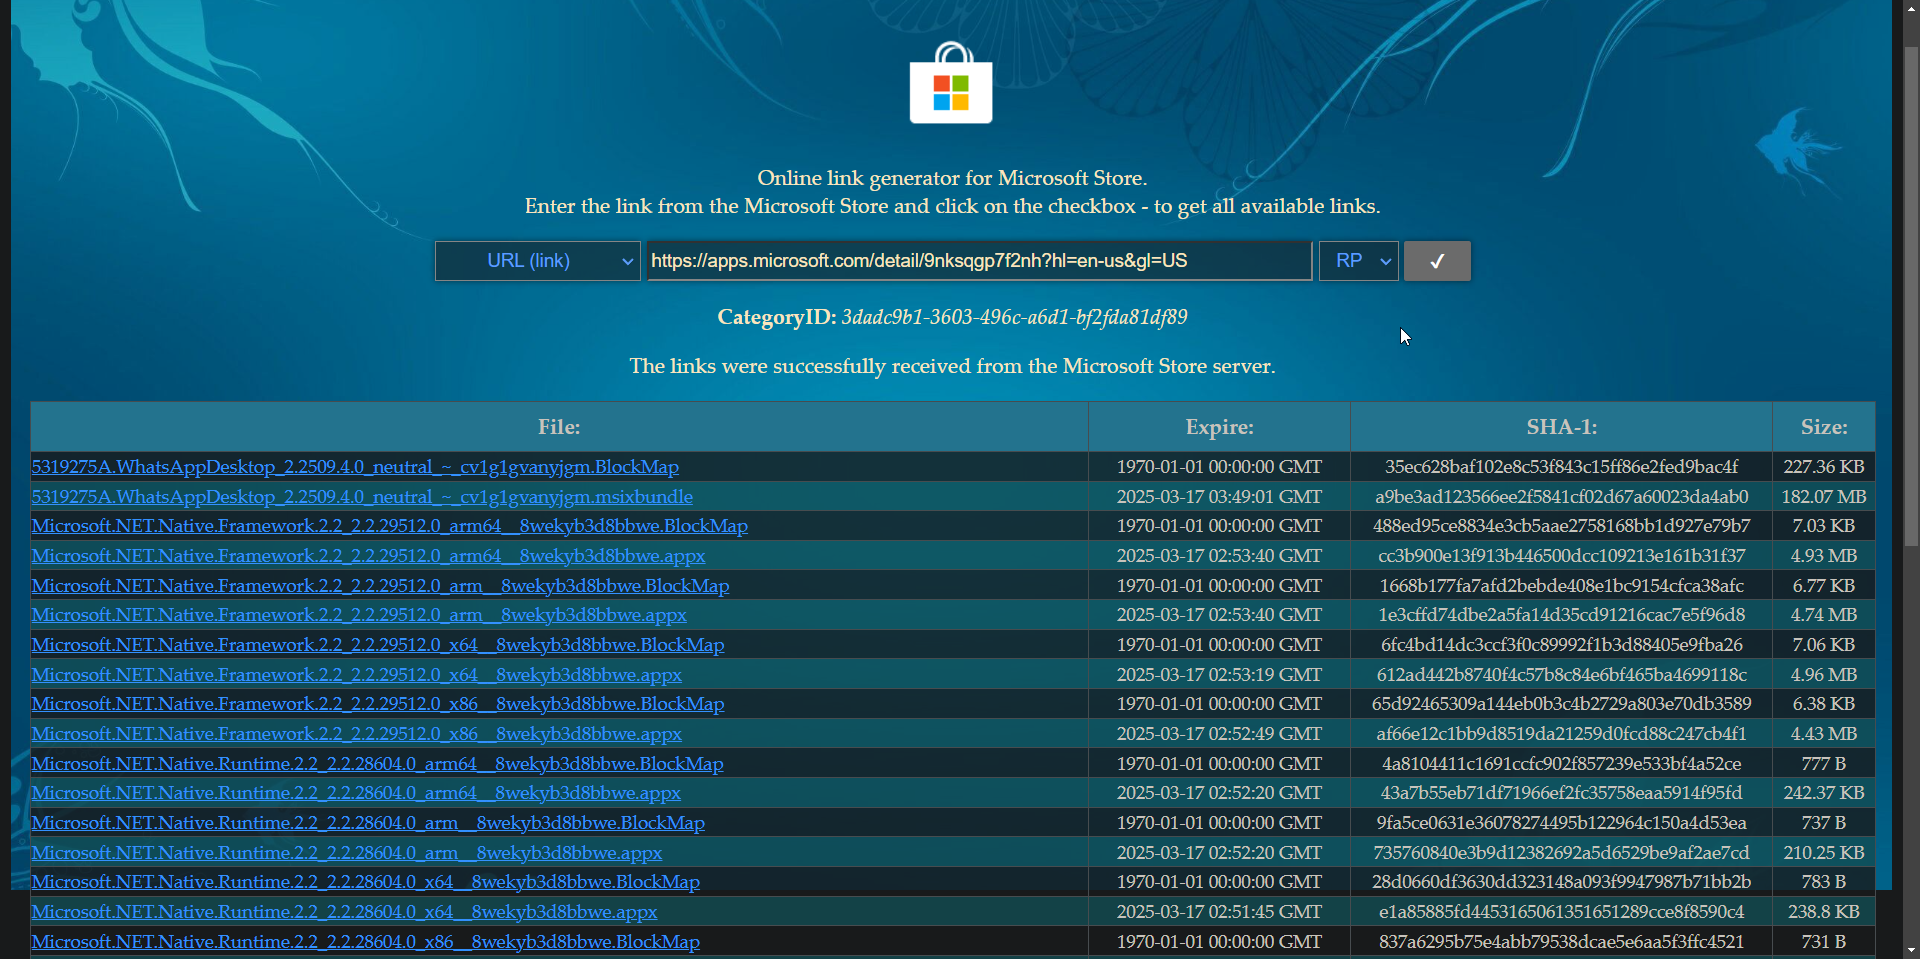 Online link generator for Microsoft Store.
Enter the link from the Microsoft Store and click on the checkbox - to get all available links.
URL (link) https://apps.microsoft.com/detail/9nksqgp7f2nh?hl=en-us&gl=US RP ✓
CategoryID: 3dadc9b1-3603-496c-a6d1-bf2fda81df89
The links were successfully received from the Microsoft Store server.
File: Expire: SHA-1: Size:
5319275A.WhatsAppDesktop_2.2509.4.0_neutral_~_cv1g1gvanyjgm.BlockMap 1970-01-01 00:00:00 GMT 35ec628baf102e8c53f843c15ff86e2fed9bac4f 227.36 KB
5319275A.WhatsAppDesktop_2.2509.4.0_neutral_~_cv1g1gvanyjgm.msixbundle 2025-03-17 03:49:01 GMT a9be3ad123566ee2f5841cf02d67a60023da4ab0 182.07 MB
Microsoft.NET.Native.Framework.2.2_2.2.29512.0_arm64__8wekyb3d8bbwe.BlockMap 1970-01-01 00:00:00 GMT 488ed95ce8834e3cb5aae2758168bb1d927e79b7 7.03 KB
Microsoft.NET.Native.Framework.2.2_2.2.29512.0_arm64__8wekyb3d8bbwe.appx 2025-03-17 02:53:40 GMT cc3b900e13f913b446500dcc109213e161b31f37 4.93 MB
Microsoft.NET.Native.Framework.2.2_2.2.29512.0_arm__8wekyb3d8bbwe.BlockMap 1970-01-01 00:00:00 GMT 1668b177fa7afd2bebde408e1bc9154cfca38afc 6.77 KB
Microsoft.NET.Native.Framework.2.2_2.2.29512.0_arm__8wekyb3d8bbwe.appx 2025-03-17 02:53:40 GMT 1e3cffd74dbe2a5fa14d35cd91216cac7e5f96d8 4.74 MB
Microsoft.NET.Native.Framework.2.2_2.2.29512.0_x64__8wekyb3d8bbwe.BlockMap 1970-01-01 00:00:00 GMT 6fc4bd14dc3ccf3f0c89992f1b3d88405e9fba26 7.06 KB
Microsoft.NET.Native.Framework.2.2_2.2.29512.0_x64__8wekyb3d8bbwe.appx 2025-03-17 02:53:19 GMT 612ad442b8740f4c57b8c84e6bf465ba4699118c 4.96 MB
Microsoft.NET.Native.Framework.2.2_2.2.29512.0_x86__8wekyb3d8bbwe.BlockMap 1970-01-01 00:00:00 GMT 65d92465309a144eb0b3c4b2729a803e70db3589 6.38 KB
Microsoft.NET.Native.Framework.2.2_2.2.29512.0_x86__8wekyb3d8bbwe.appx 2025-03-17 02:52:49 GMT af66e12c1bb9d8519da21259d0fcd88c247cb4f1 4.43 MB
Microsoft.NET.Native.Runtime.2.2_2.2.28604.0_arm64__8wekyb3d8bbwe.BlockMap 1970-01-01 00:00:00 GMT 4a8104411c1691ccfc902f857239e533bf4a52ce 777 B
Microsoft.NET.Native.Runtime.2.2_2.2.28604.0_arm64__8wekyb3d8bbwe.appx 2025-03-17 02:52:20 GMT 43a7b55eb71df71966ef2fc35758eaa5914f95fd 242.37 KB
Microsoft.NET.Native.Runtime.2.2_2.2.28604.0_arm__8wekyb3d8bbwe.BlockMap 1970-01-01 00:00:00 GMT 9fa5ce0631e36078274495b122964c150a4d53ea 737 B
Microsoft.NET.Native.Runtime.2.2_2.2.28604.0_arm__8wekyb3d8bbwe.appx 2025-03-17 02:52:20 GMT 735760840e3b9d12382692a5d6529be9af2ae7cd 210.25 KB
Microsoft.NET.Native.Runtime.2.2_2.2.28604.0_x64__8wekyb3d8bbwe.BlockMap 1970-01-01 00:00:00 GMT 28d0660df3630dd323148a093f9947987b71bb2b 783 B
Microsoft.NET.Native.Runtime.2.2_2.2.28604.0_x64__8wekyb3d8bbwe.appx 2025-03-17 02:51:45 GMT e1a85885fd4453165061351651289cce8f8590c4 238.8 KB
Microsoft.NET.Native.Runtime.2.2_2.2.28604.0_x86__8wekyb3d8bbwe.BlockMap 1970-01-01 00:00:00 GMT 837a6295b75e4abb79538dcae5e6aa5f3ffc4521 731 B